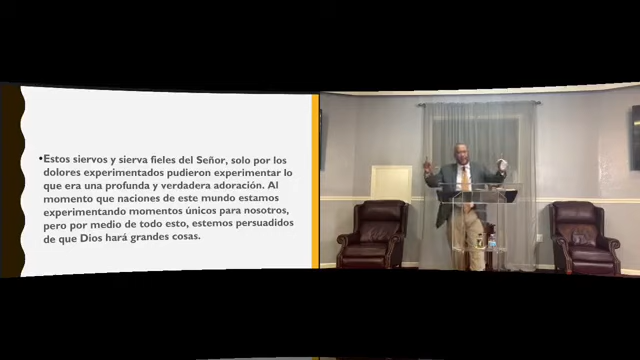 •Estos siervos y sierva fieles del Señor, solo por los
dolores experimentados pudieron experimentar lo
que era una profunda y verdadera adoración. Al
momento que naciones de este mundo estamos
experimentando momentos únicos para nosotros,
pero por medio de todo esto, estemos persuadidos
de que Dios hará grandes cosas.